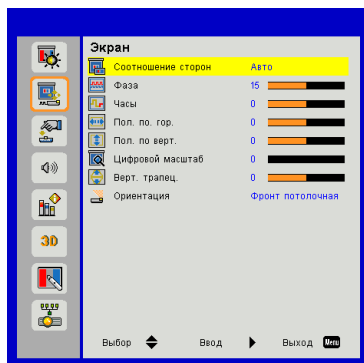 Экран
Соотношение сторон Авто
Фаза 15
Часы 0
Пол. по. гор. 0
Пол. по верт. 0
Цифровой масштаб 0
Верт. трапец. 0
Ориентация Фронт потолочная
3D
Выбор Ввод Выход Menu